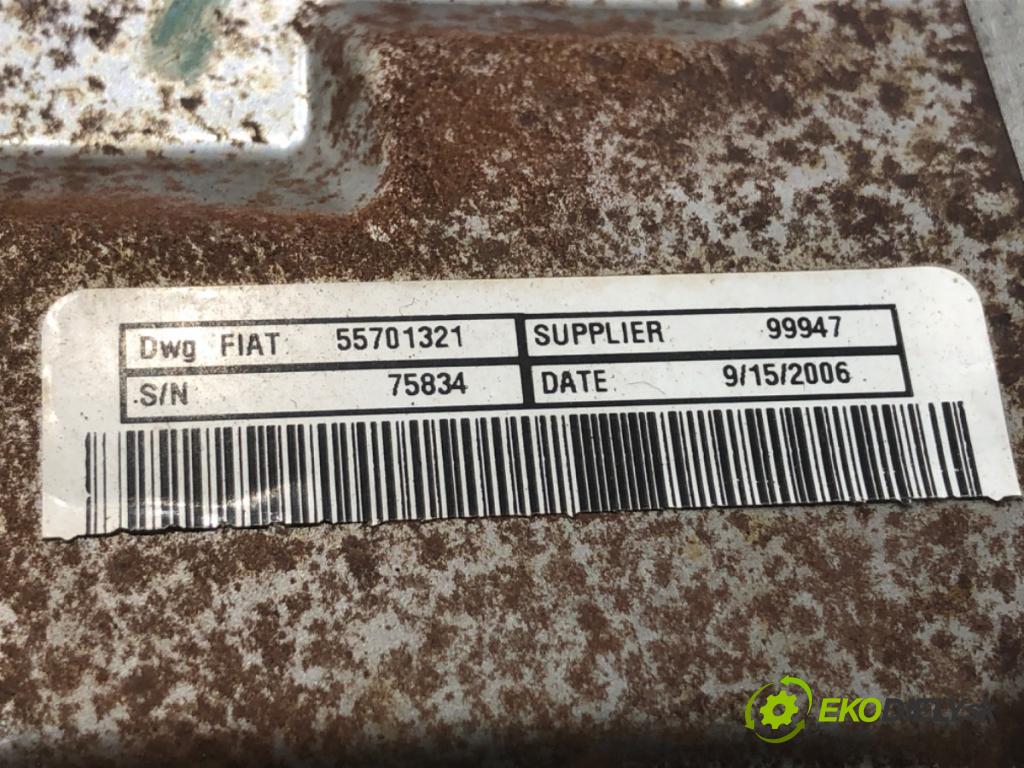 Dwg FIAT 55701321 SUPPLIER 99947
S/N 75834 DATE 9/15/2006
EKODIELY.sk